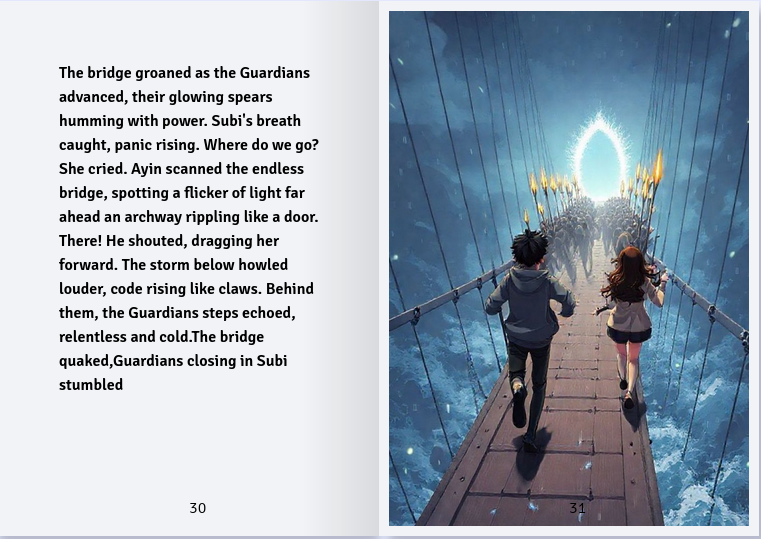 The bridge groaned as the Guardians
advanced, their glowing spears
humming with power. Subi's breath
caught, panic rising. Where do we go?
She cried. Ayin scanned the endless
bridge, spotting a flicker of light far
ahead an archway rippling like a door.
There! He shouted, dragging her
forward. The storm below howled
louder, code rising like claws. Behind
them, the Guardians steps echoed,
relentless and cold.The bridge
quaked,Guardians closing in Subi
stumbled
30
31